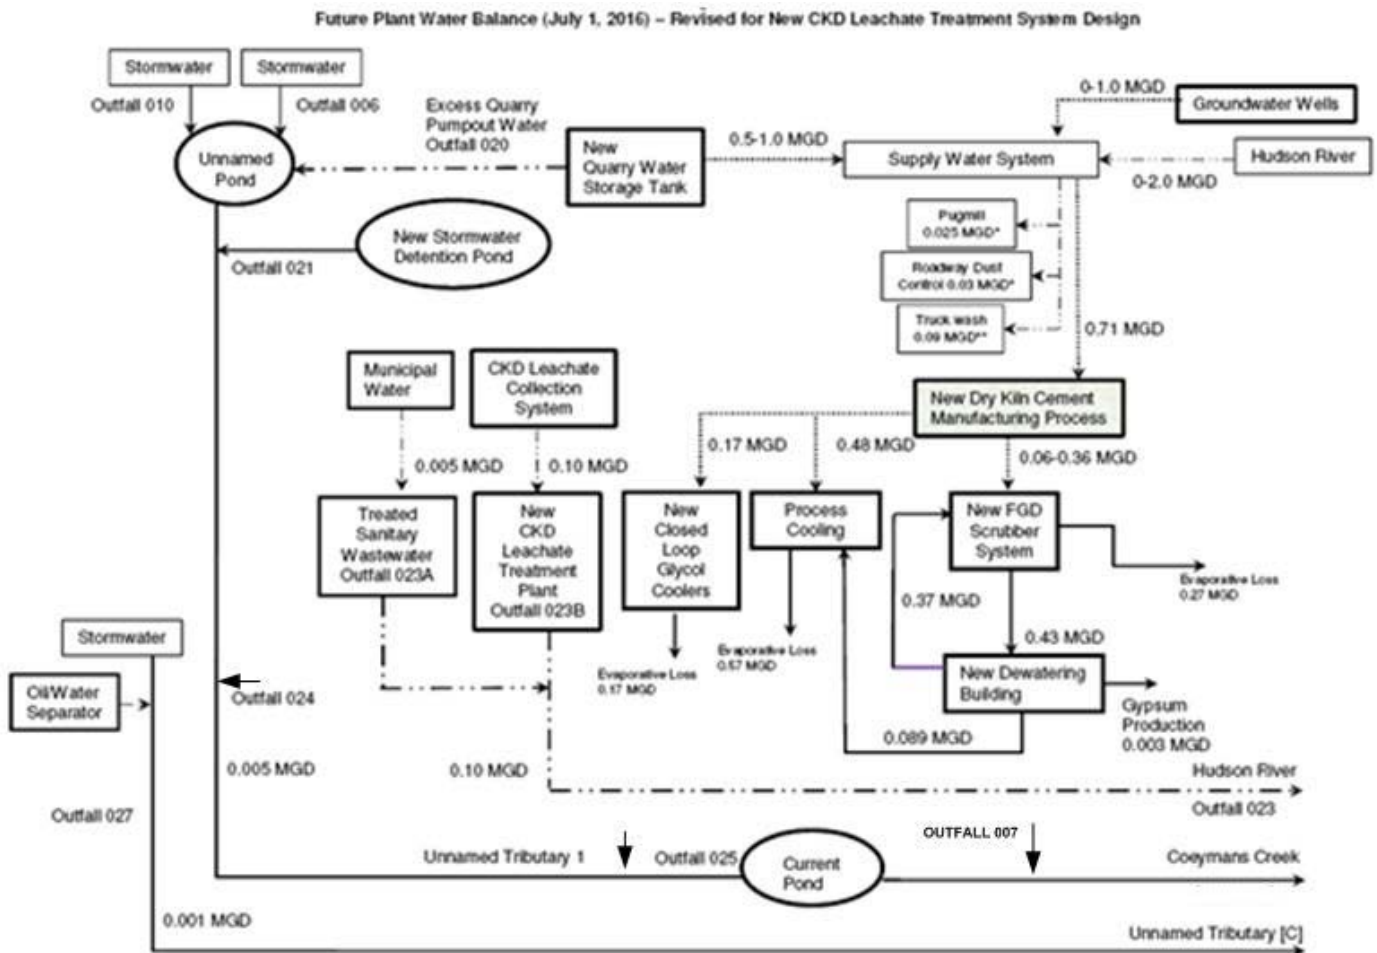 Future Plant Water Balance (July 1, 2016) – Revised for New CKD Leachate Treatment System Design
Stormwater
Stormwater
Outfall 010
Outfall 006
Unnamed
Pond
Excess Quarry
Pumpout Water
Outfall 020
New
Quarry Water
Storage Tank
0.5-1.0 MGD
0-1.0 MGD
Groundwater Wells
Supply Water System
Hudson River
0-2.0 MGD
Pugmill
0.025 MGD*
Roadway Dust
Control 0.03 MGD*
Truck wash
0.09 MGD**
0.71 MGD
New Stormwater
Detention Pond
Outfall 021
Municipal
Water
CKD Leachate
Collection
System
New Dry Kiln Cement
Manufacturing Process
0.005 MGD
0.10 MGD
0.17 MGD
0.48 MGD
0.06-0.36 MGD
Treated
Sanitary
Wastewater
Outfall 023A
New
CKD
Leachate
Treatment
Plant
Outfall 023B
New
Closed
Loop
Glycol
Coolers
Process
Cooling
New FGD
Scrubber
System
Evaporative Loss
0.27 MGD
0.37 MGD
0.43 MGD
Evaporative Loss
0.17 MGD
Evaporative Loss
0.57 MGD
New Dewatering
Building
Gypsum
Production
0.003 MGD
0.089 MGD
Stormwater
Oil/Water
Separator
Outfall 024
0.005 MGD
0.10 MGD
Hudson River
Outfall 023
Outfall 027
Unnamed Tributary 1
Outfall 025
Current
Pond
OUTFALL 007
Coeymans Creek
0.001 MGD
Unnamed Tributary [C]